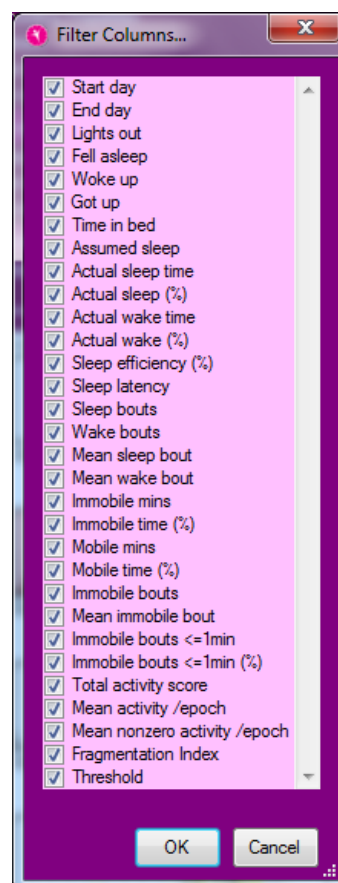 Filter Columns...
Start day
End day
Lights out
Fell asleep
Woke up
Got up
Time in bed
Assumed sleep
Actual sleep time
Actual sleep (%)
Actual wake time
Actual wake (%)
Sleep efficiency (%)
Sleep latency
Sleep bouts
Wake bouts
Mean sleep bout
Mean wake bout
Immobile mins
Immobile time (%)
Mobile mins
Mobile time (%)
Immobile bouts
Mean immobile bout
Immobile bouts <=1min
Immobile bouts <=1min (%)
Total activity score
Mean activity /epoch
Mean nonzero activity /epoch
Fragmentation Index
Threshold
OK Cancel